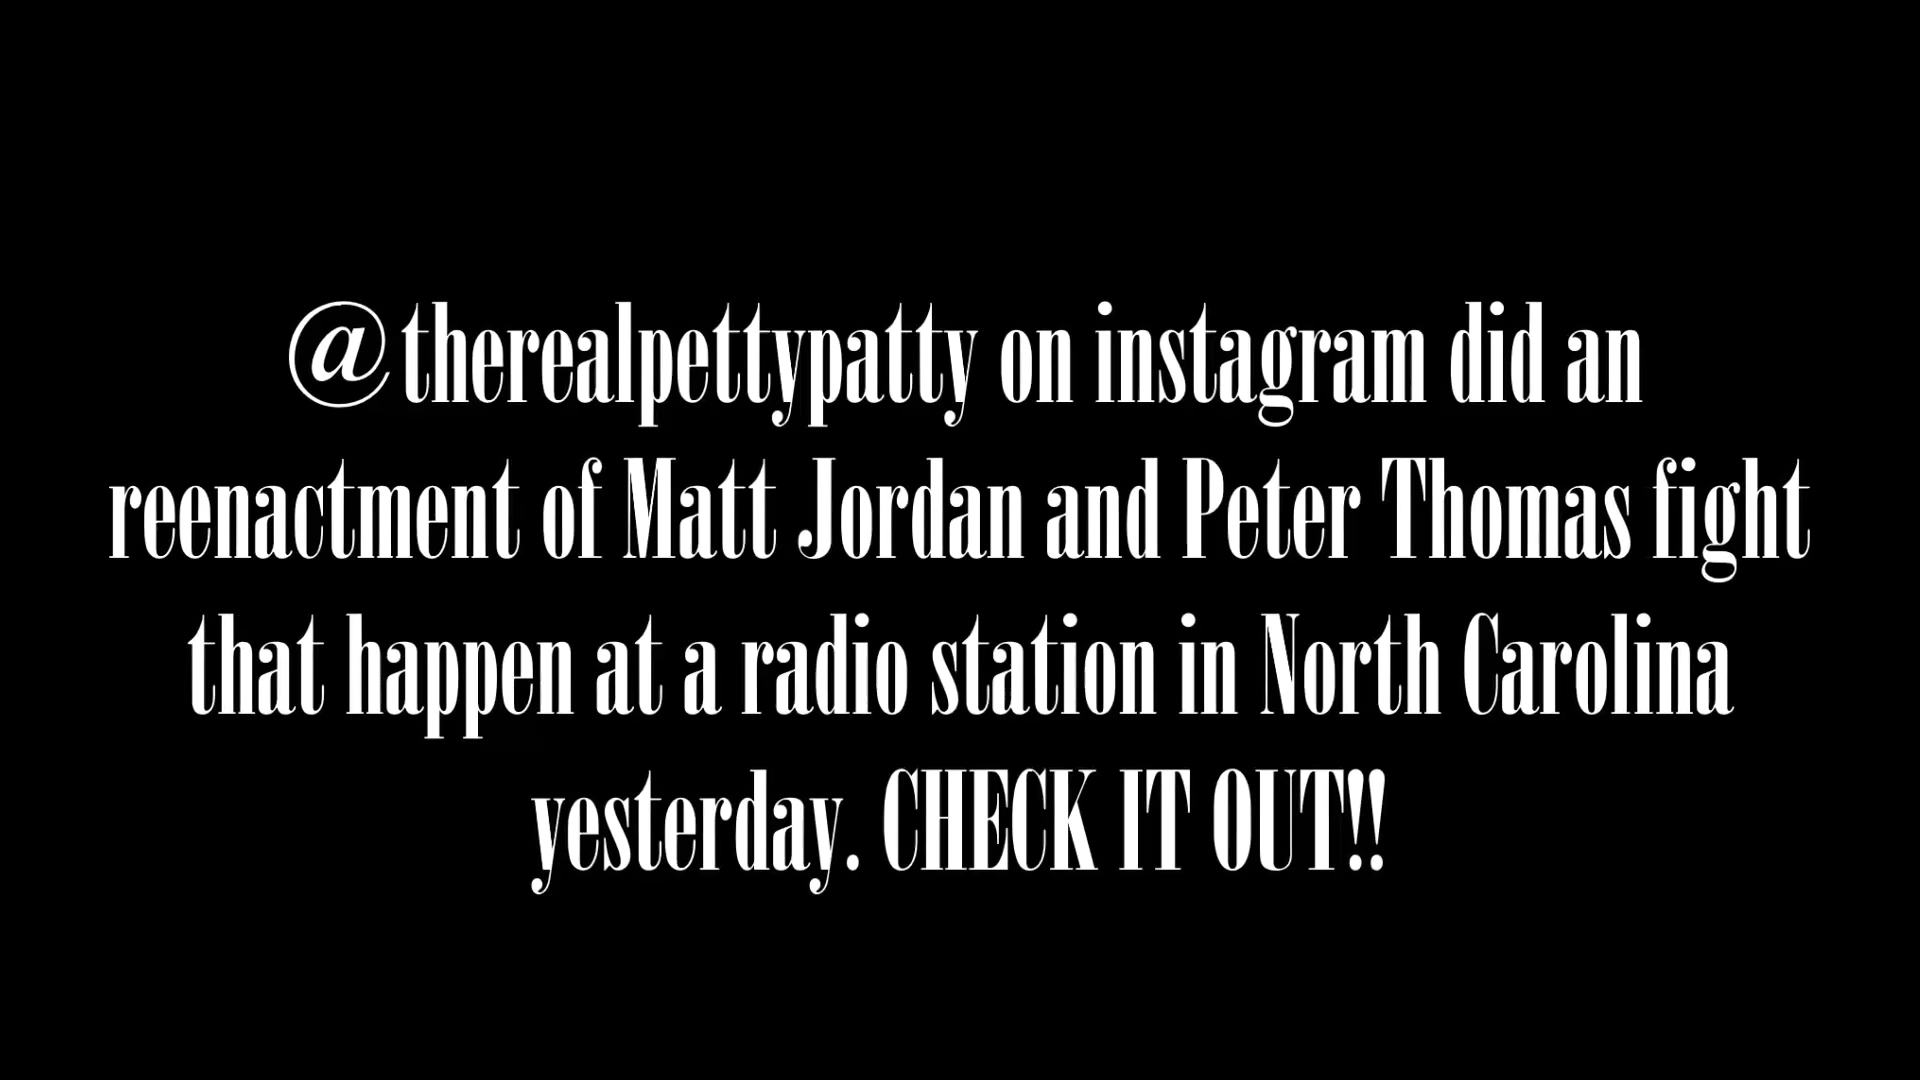 @therealpettypatty on instagram did an
reenactment of Matt Jordan and Peter Thomas fight
that happen at a radio station in North Carolina
yesterday. CHECK IT OUT!!